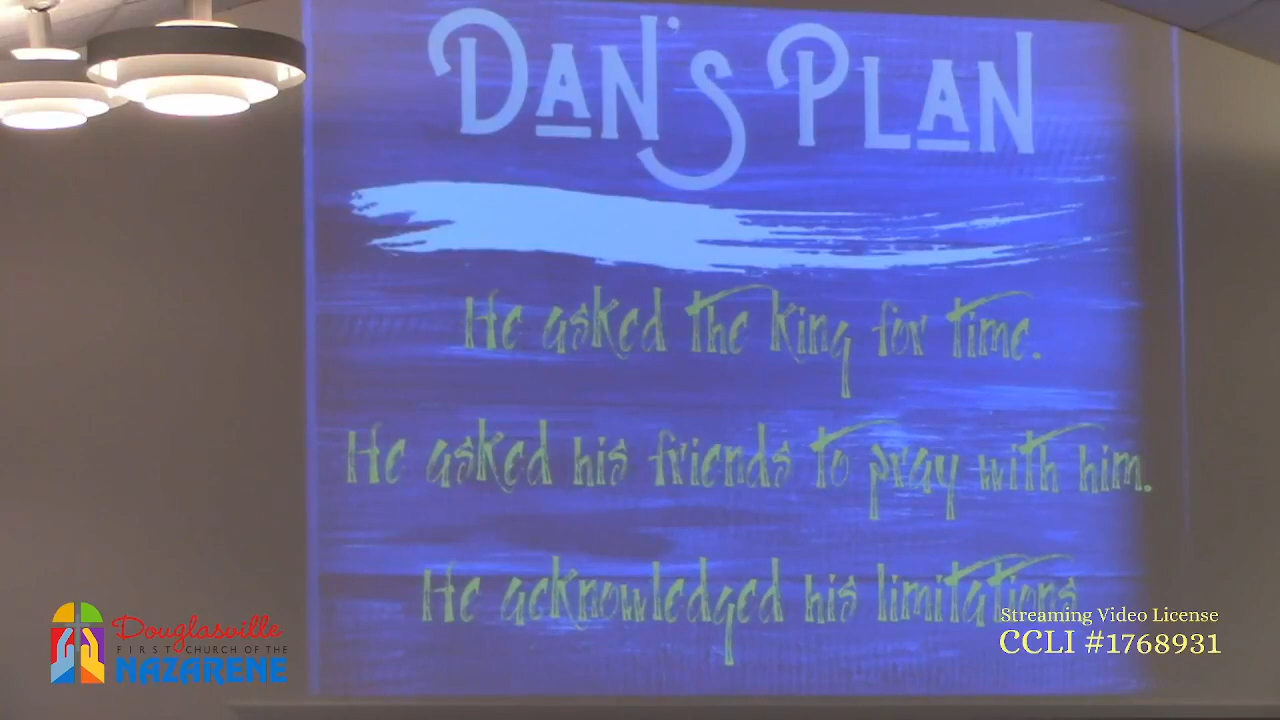 DAN'S PLAN
He asked the king for time.
He asked his friends to pray with him.
He acknowledged his limitations
Streaming Video License
CCLI #1768931
Douglasville
FIRST CHURCH OF THE
NAZARENE